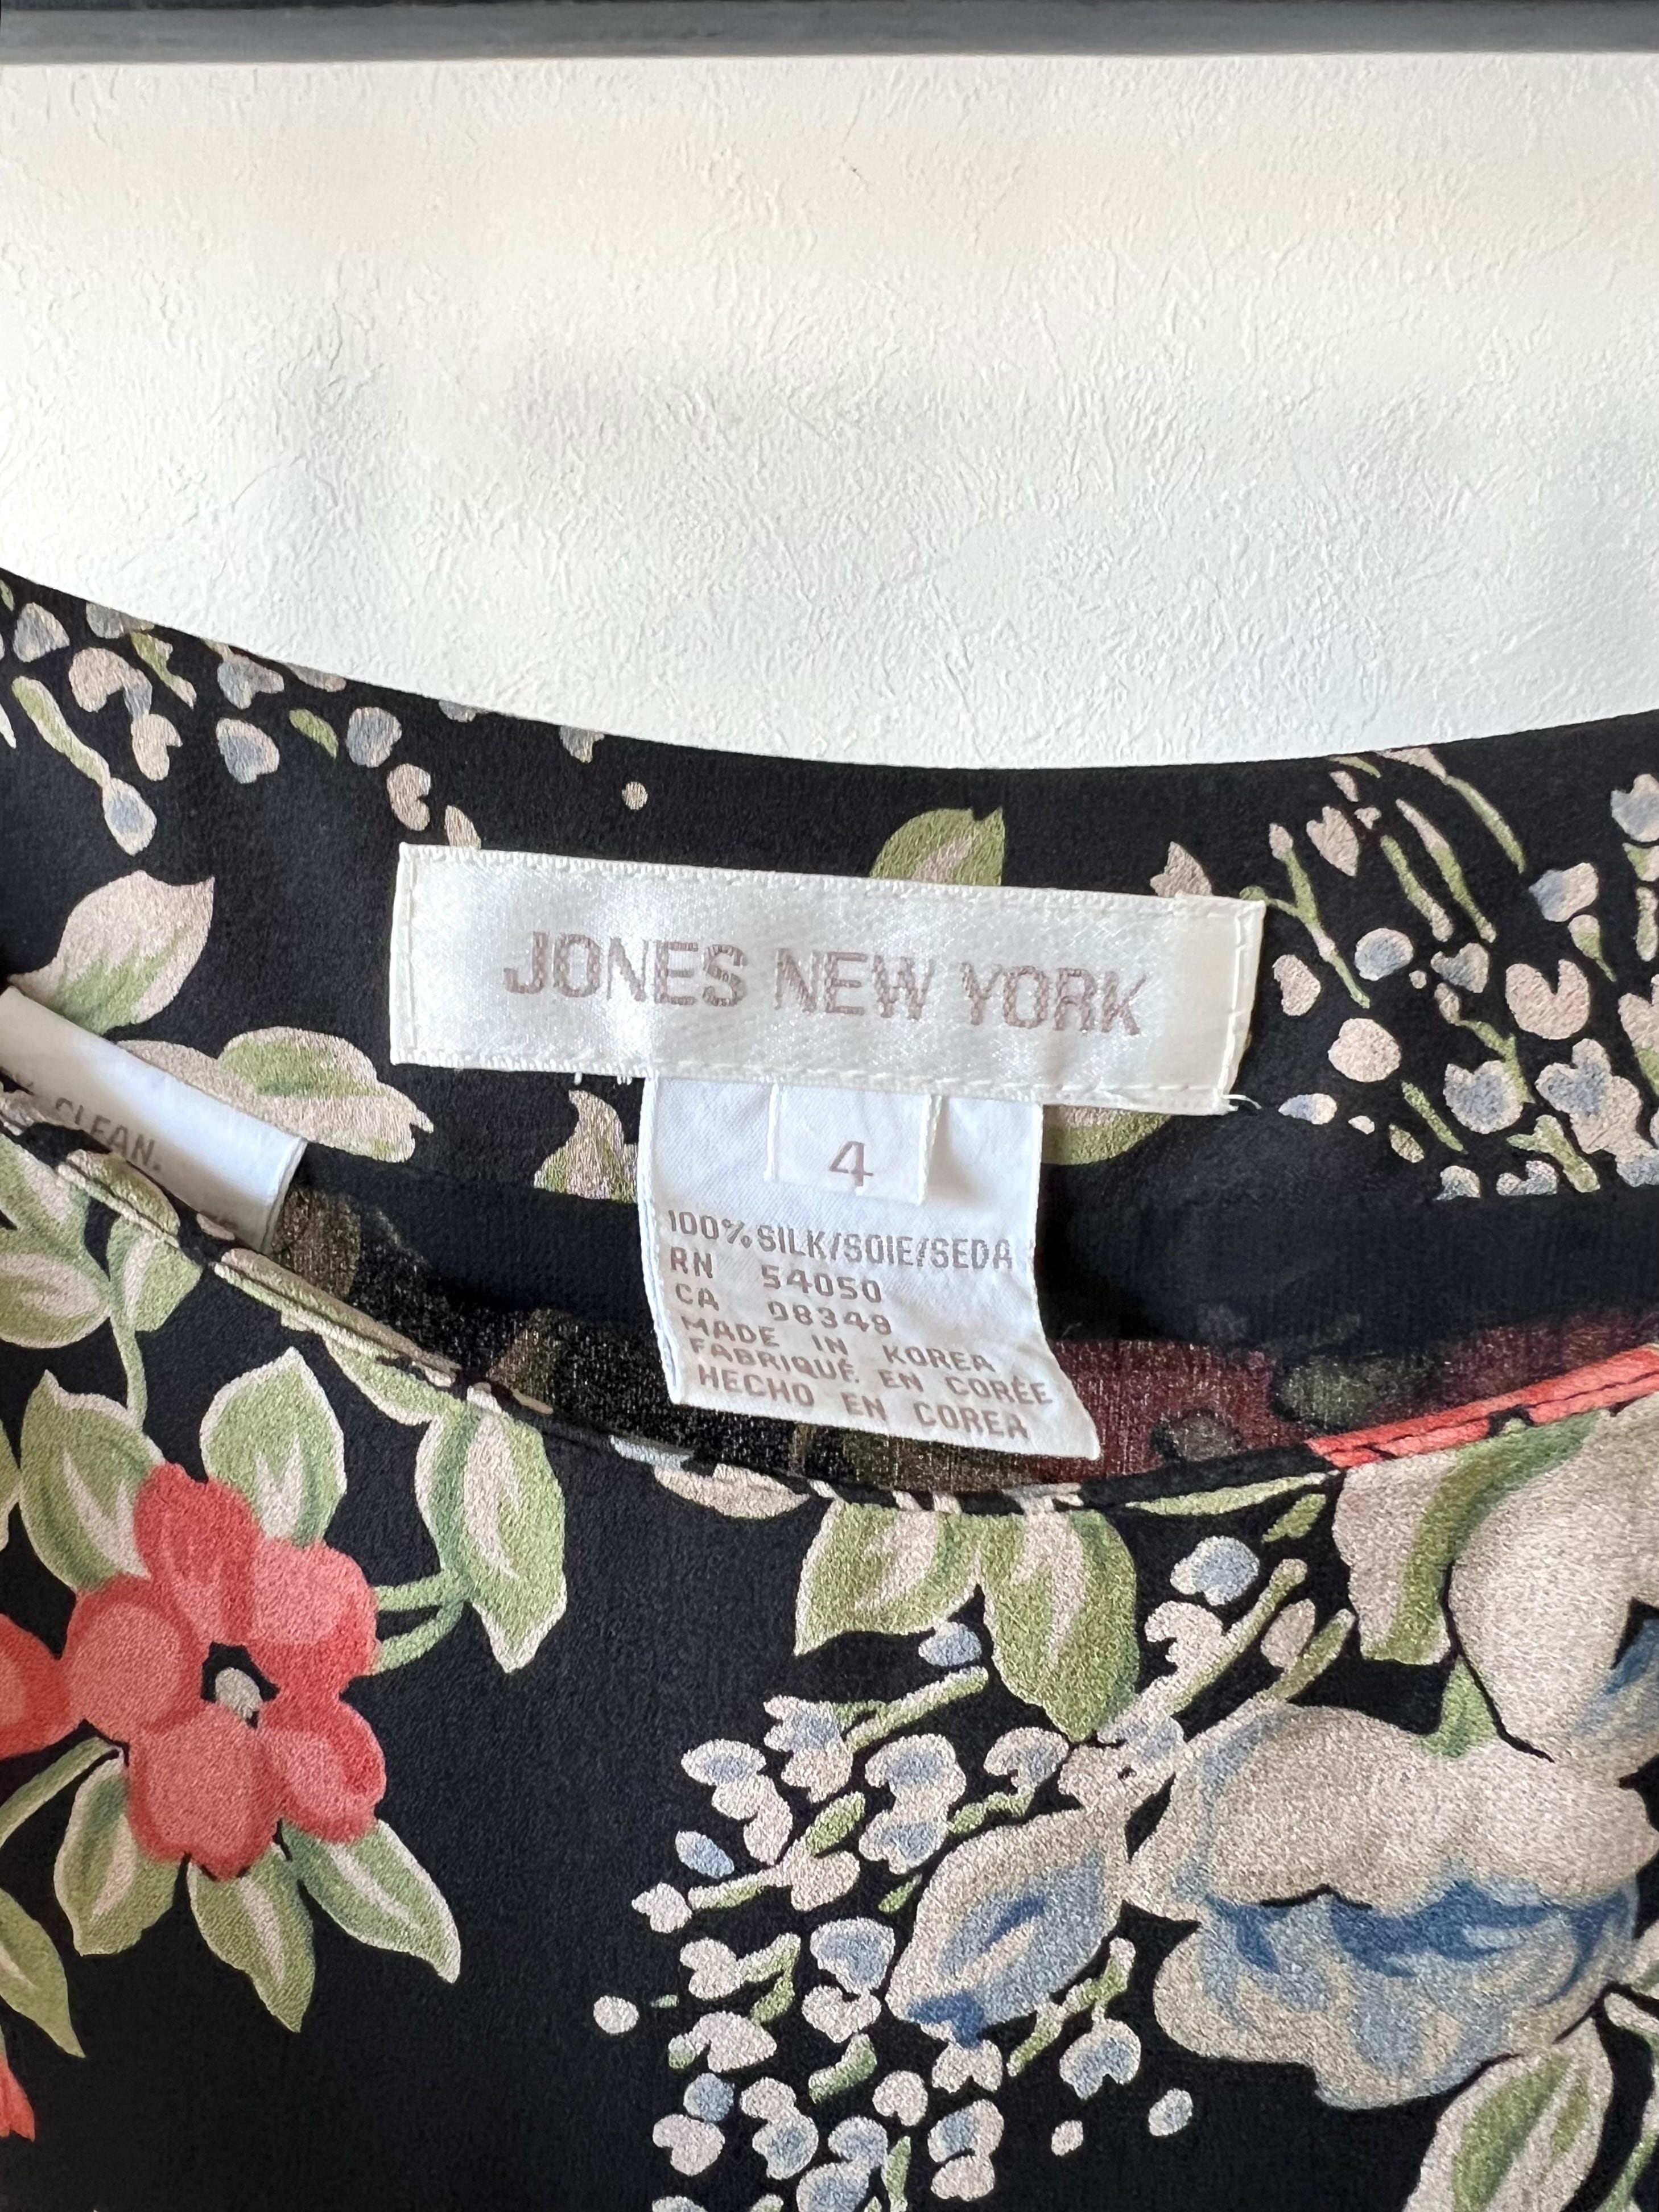 JONES NEW YORK
4
100% SILK/SOIE/SEDA
RN 54050
CA 08348
MADE IN KOREA
FABRIQUÉ EN CORÉE
HECHO EN COREA
CLEAN.